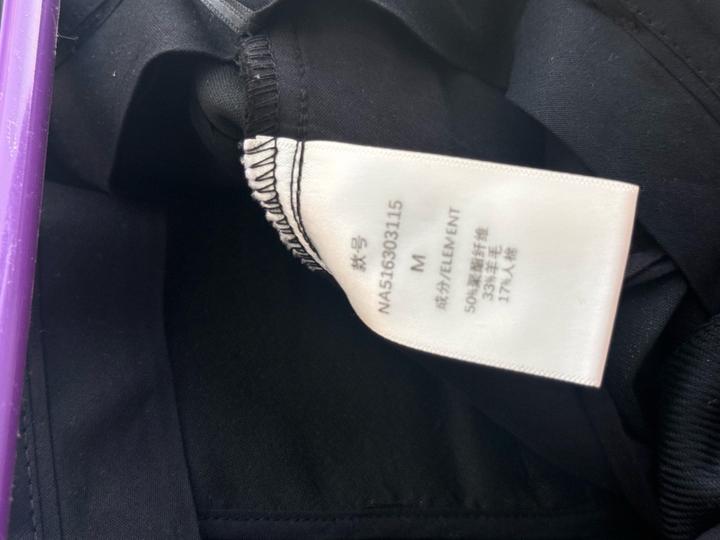 款号
NA516303115
M
成分/ELEMENT
50%聚酯纤维
33%羊毛
17%人棉